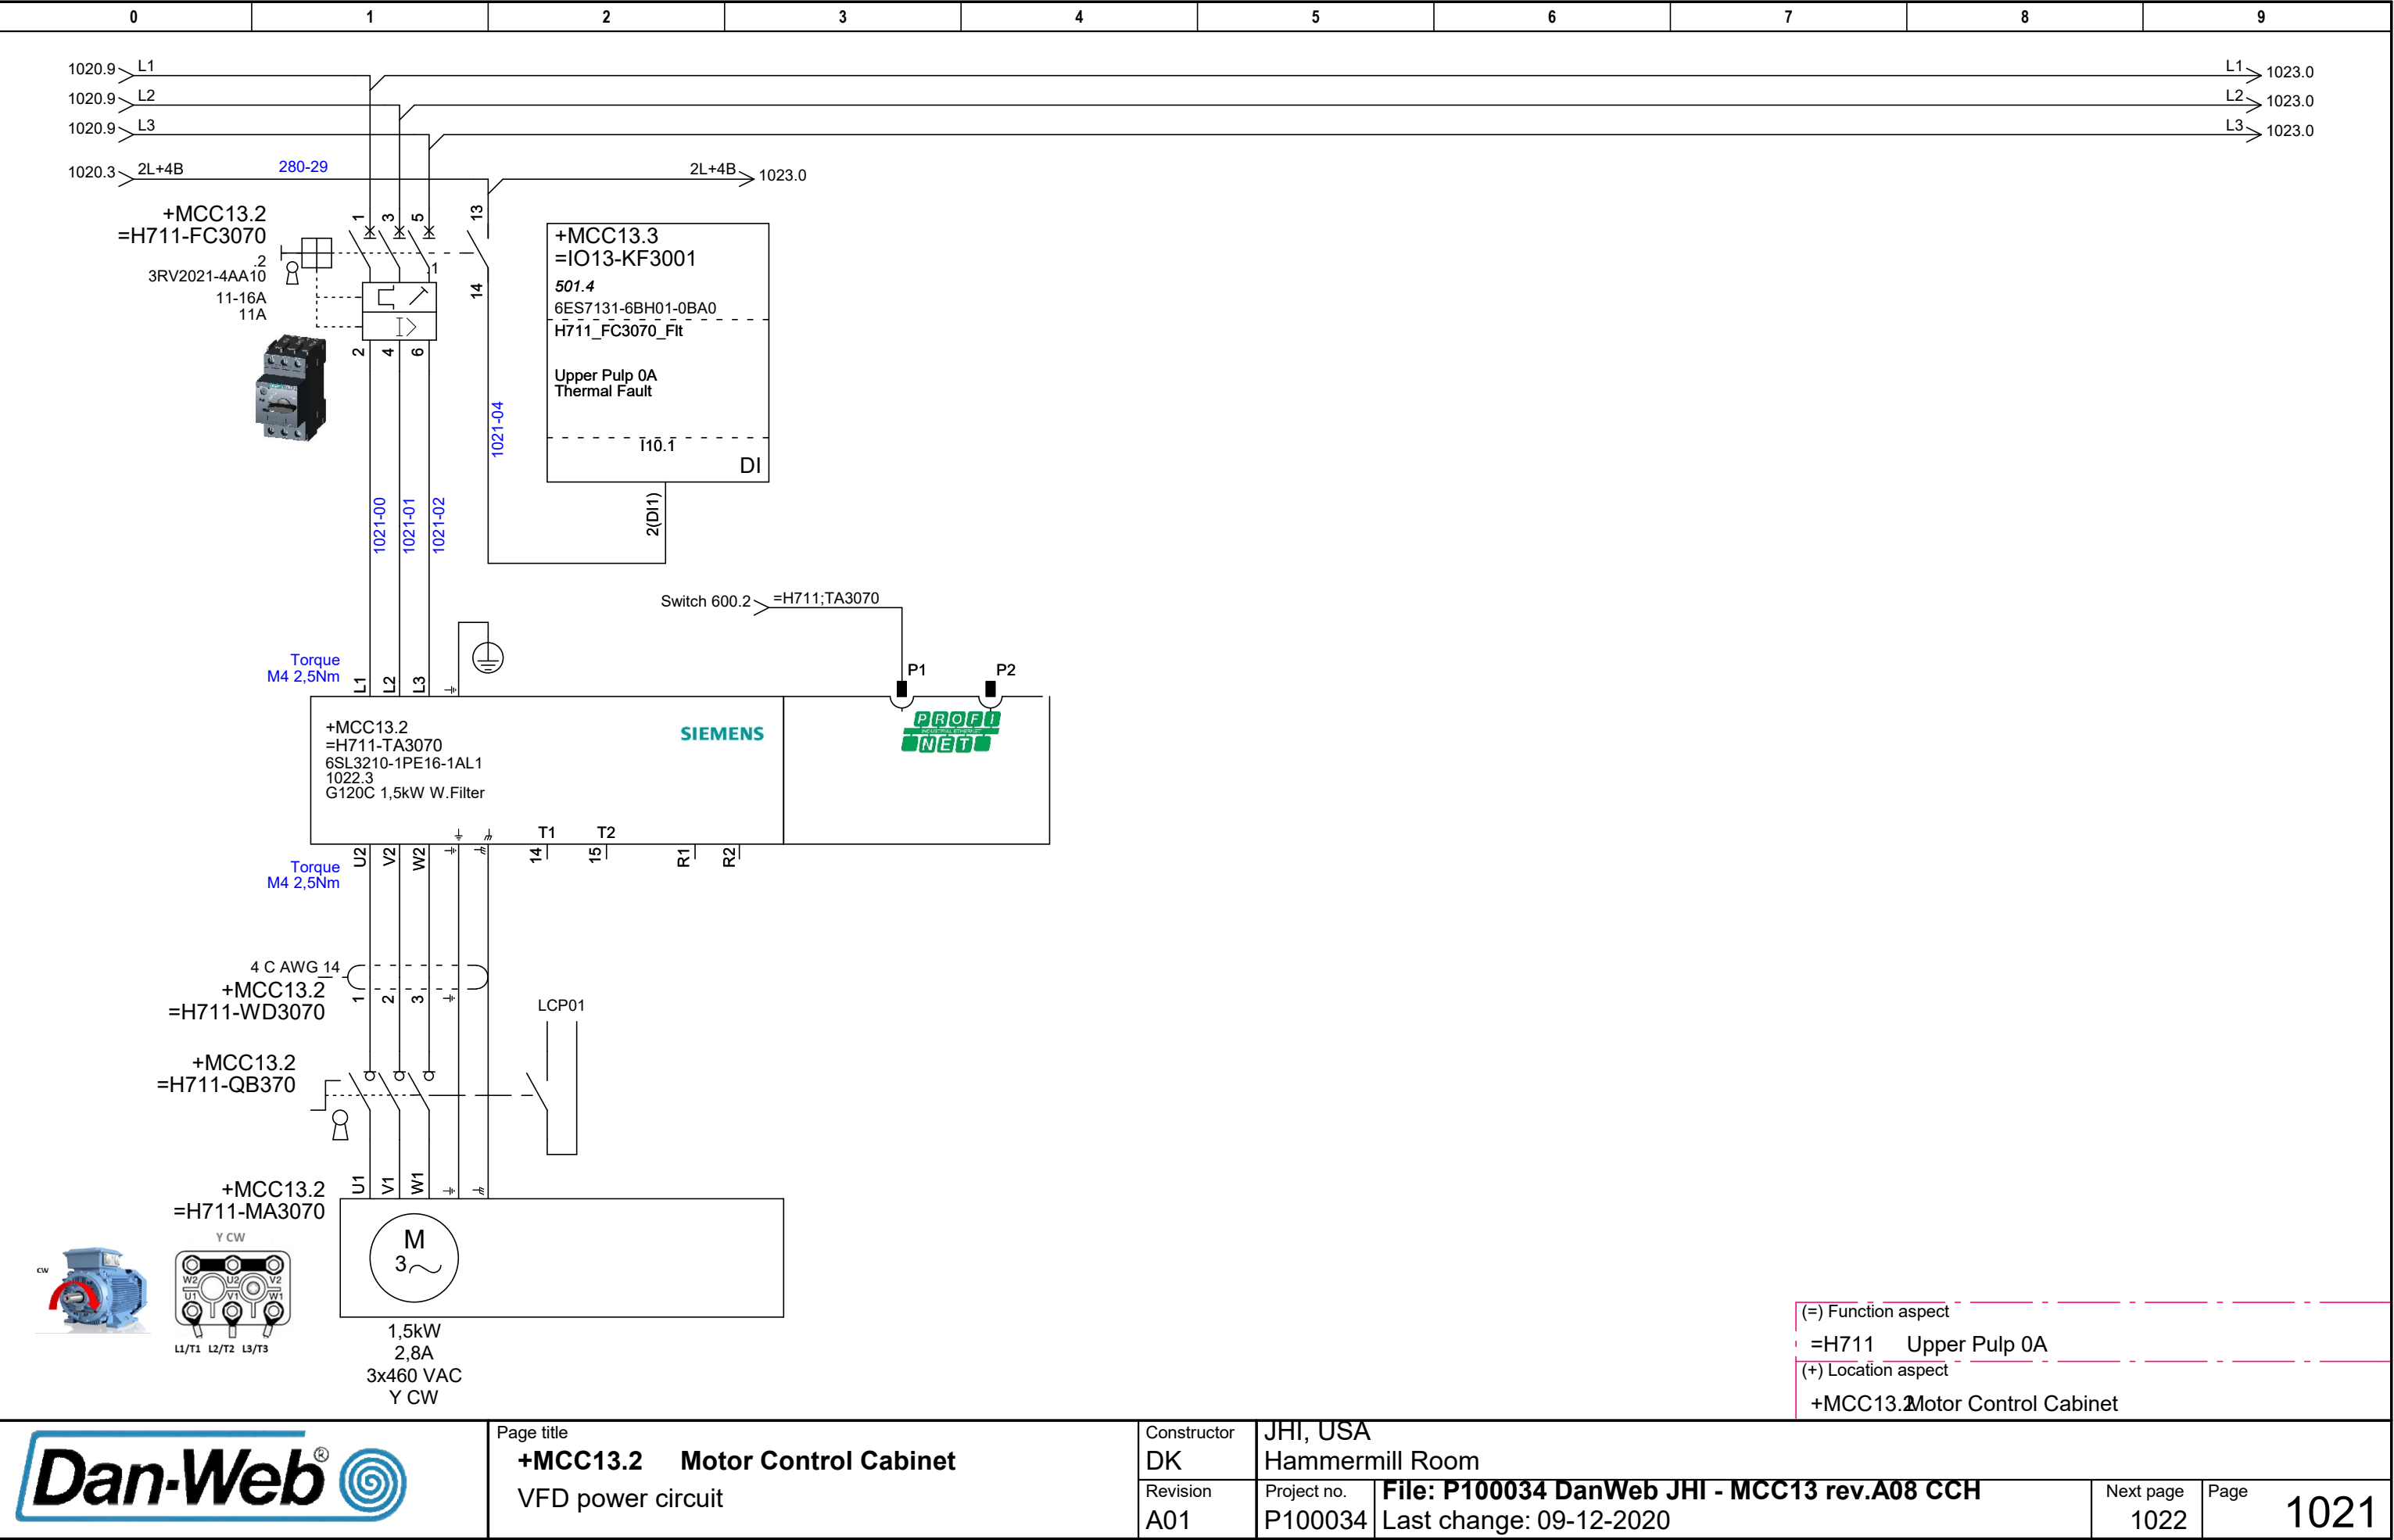 0 1 2 3 4 5 6 7 8 9
1020.9 L1 L1 1023.0
1020.9 L2 L2 1023.0
1020.9 L3 L3 1023.0
1020.3 2L+4B 280-29 2L+4B 1023.0
+MCC13.2
=H711-FC3070
.2
3RV2021-4AA10
11-16A
11A
1 3 5 13
.1
14
I>
2 4 6
1021-04
1021-00
1021-01
1021-02
+MCC13.3
=IO13-KF3001
501.4
6ES7131-6BH01-0BA0
H711_FC3070_Flt
Upper Pulp 0A
Thermal Fault
I10.1
DI
2(DI1)
Switch 600.2 =H711;TA3070
P1 P2
Torque
M4 2,5Nm
L1 L2 L3
+MCC13.2
=H711-TA3070
6SL3210-1PE16-1AL1
1022.3
G120C 1,5kW W.Filter
SIEMENS
PROFI
INDUSTRIAL ETHERNET
NET
T1 T2
U2 V2 W2 14 15 R1 R2
Torque
M4 2,5Nm
4 C AWG 14
+MCC13.2
=H711-WD3070
1 2 3
LCP01
+MCC13.2
=H711-QB370
U1 V1 W1
+MCC13.2
=H711-MA3070
M
3
Y CW
CW
W2 U2 V2
U1 V1 W1
L1/T1 L2/T2 L3/T3
1,5kW
2,8A
3x460 VAC
Y CW
(=) Function aspect
=H711 Upper Pulp 0A
(+) Location aspect
+MCC13.2 Motor Control Cabinet
Dan-Web®
Page title
+MCC13.2 Motor Control Cabinet
VFD power circuit
Constructor
DK
JHI, USA
Hammermill Room
Revision
A01
Project no.
P100034
File: P100034 DanWeb JHI - MCC13 rev.A08 CCH
Last change: 09-12-2020
Next page
1022
Page
1021